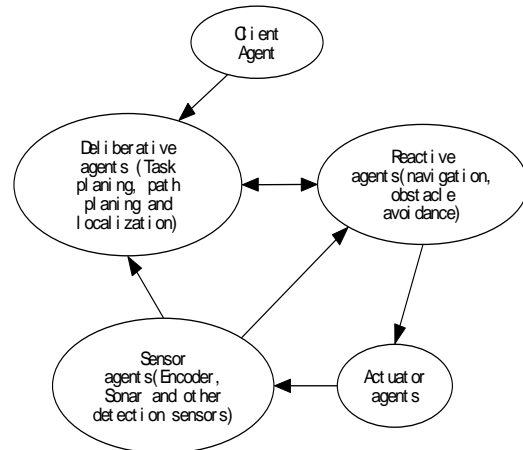 Client
Agent
Deliberative
agents (Task
planing, path
planing and
localization)
Reactive
agents(navigation,
obstacle
avoidance)
Sensor
agents(Encoder,
Sonar and other
detection sensors)
Actuator
agents